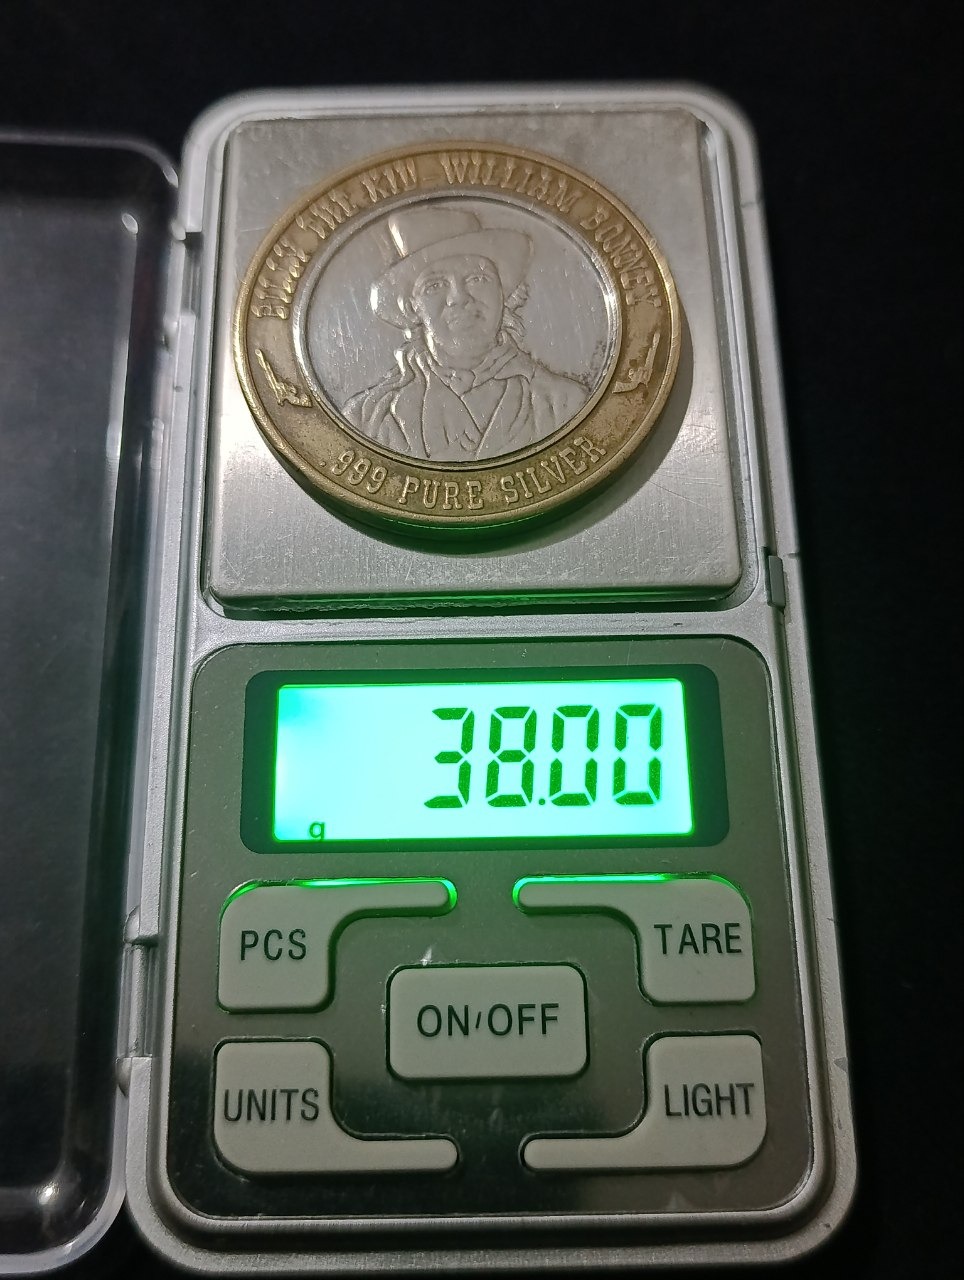 BILLY THE KID WILLIAM BONNEY
.999 PURE SILVER
38.00
g
PCS
TARE
ON/OFF
UNITS
LIGHT